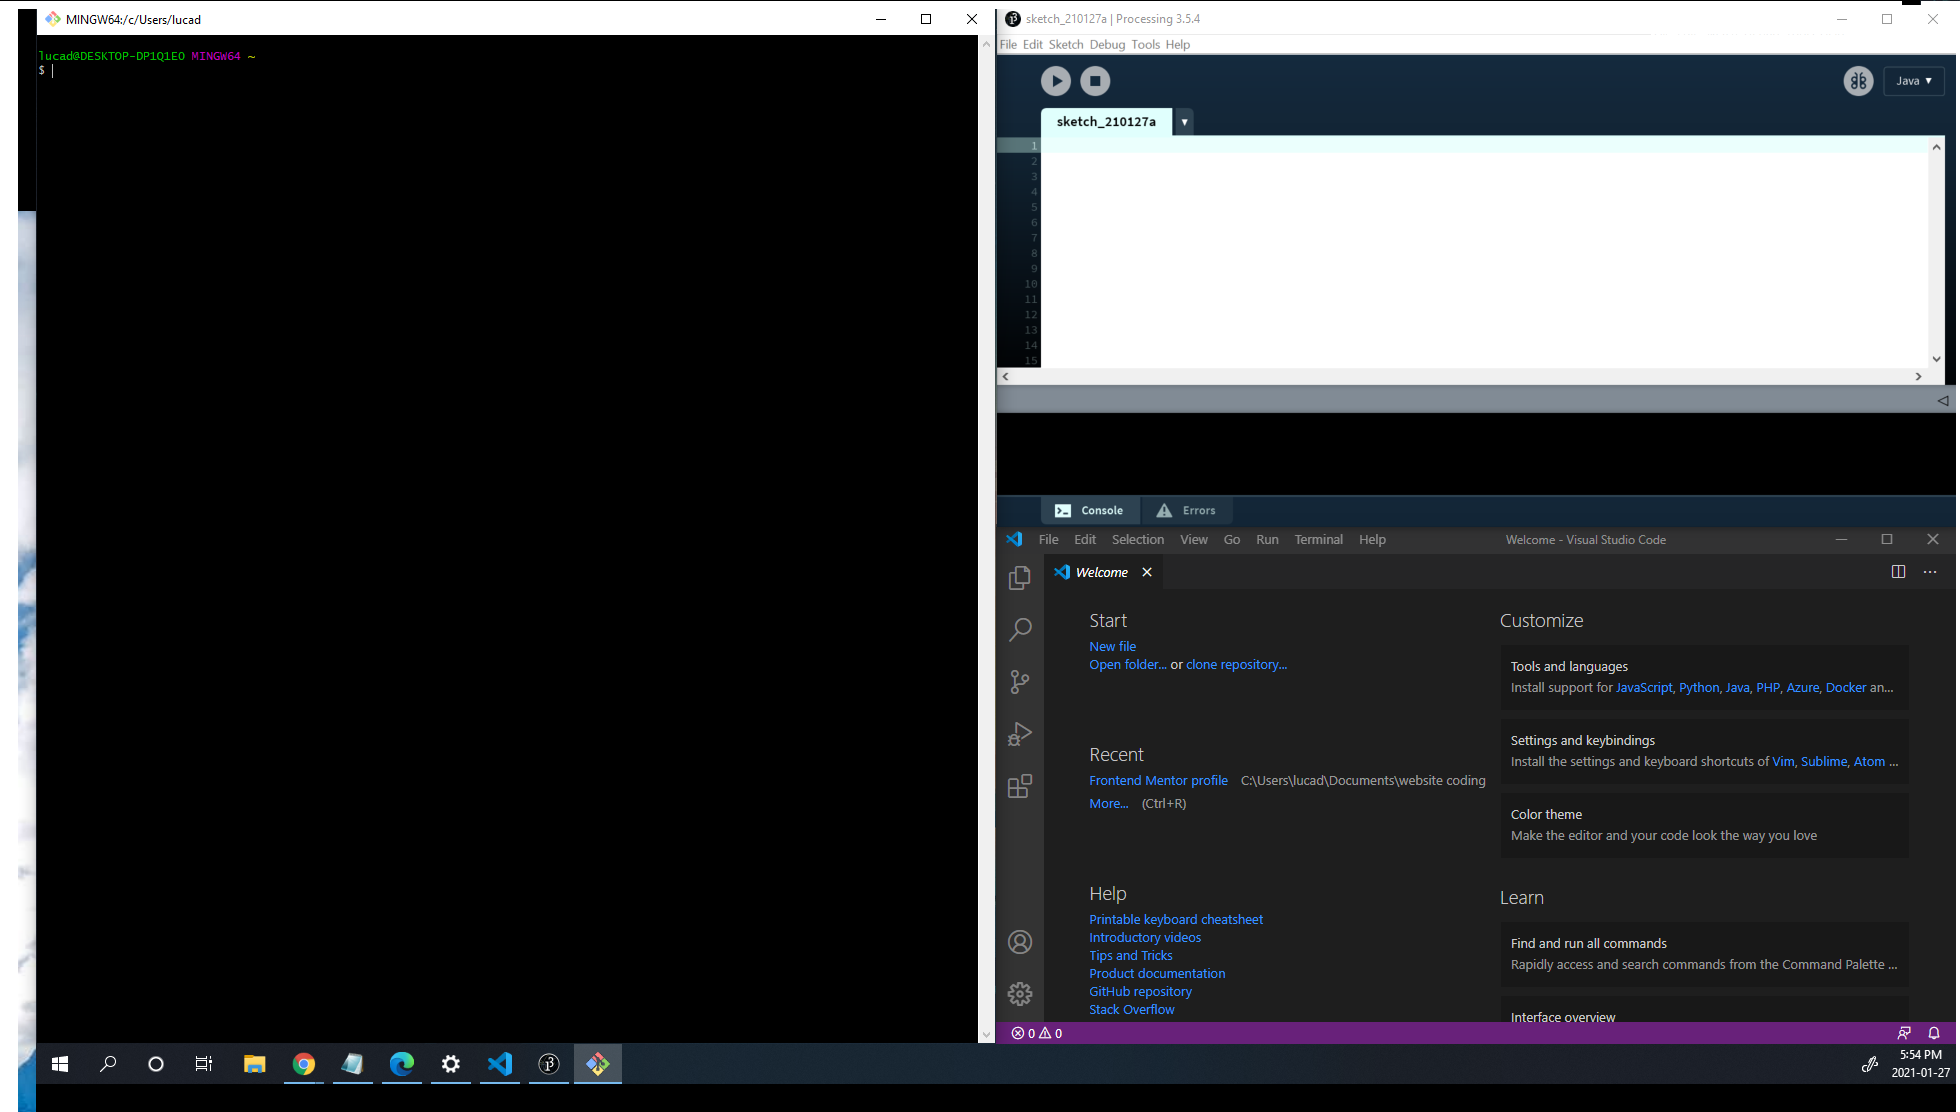 MINGW64:/c/Users/lucad
lucad@DESKTOP-DP1Q1EO MINGW64 ~
$
sketch_210127a | Processing 3.5.4
File Edit Sketch Debug Tools Help
Java ▼
sketch_210127a ▼
1
2
3
4
5
6
7
8
9
10
11
12
13
14
15
Console Errors
File Edit Selection View Go Run Terminal Help Welcome - Visual Studio Code
Welcome
Start
New file
Open folder... or clone repository...
Recent
Frontend Mentor profile C:\Users\lucad\Documents\website coding
More... (Ctrl+R)
Help
Printable keyboard cheatsheet
Introductory videos
Tips and Tricks
Product documentation
GitHub repository
Stack Overflow
Customize
Tools and languages
Install support for JavaScript, Python, Java, PHP, Azure, Docker an...
Settings and keybindings
Install the settings and keyboard shortcuts of Vim, Sublime, Atom ...
Color theme
Make the editor and your code look the way you love
Learn
Find and run all commands
Rapidly access and search commands from the Command Palette ...
Interface overview
0 0
5:54 PM
2021-01-27